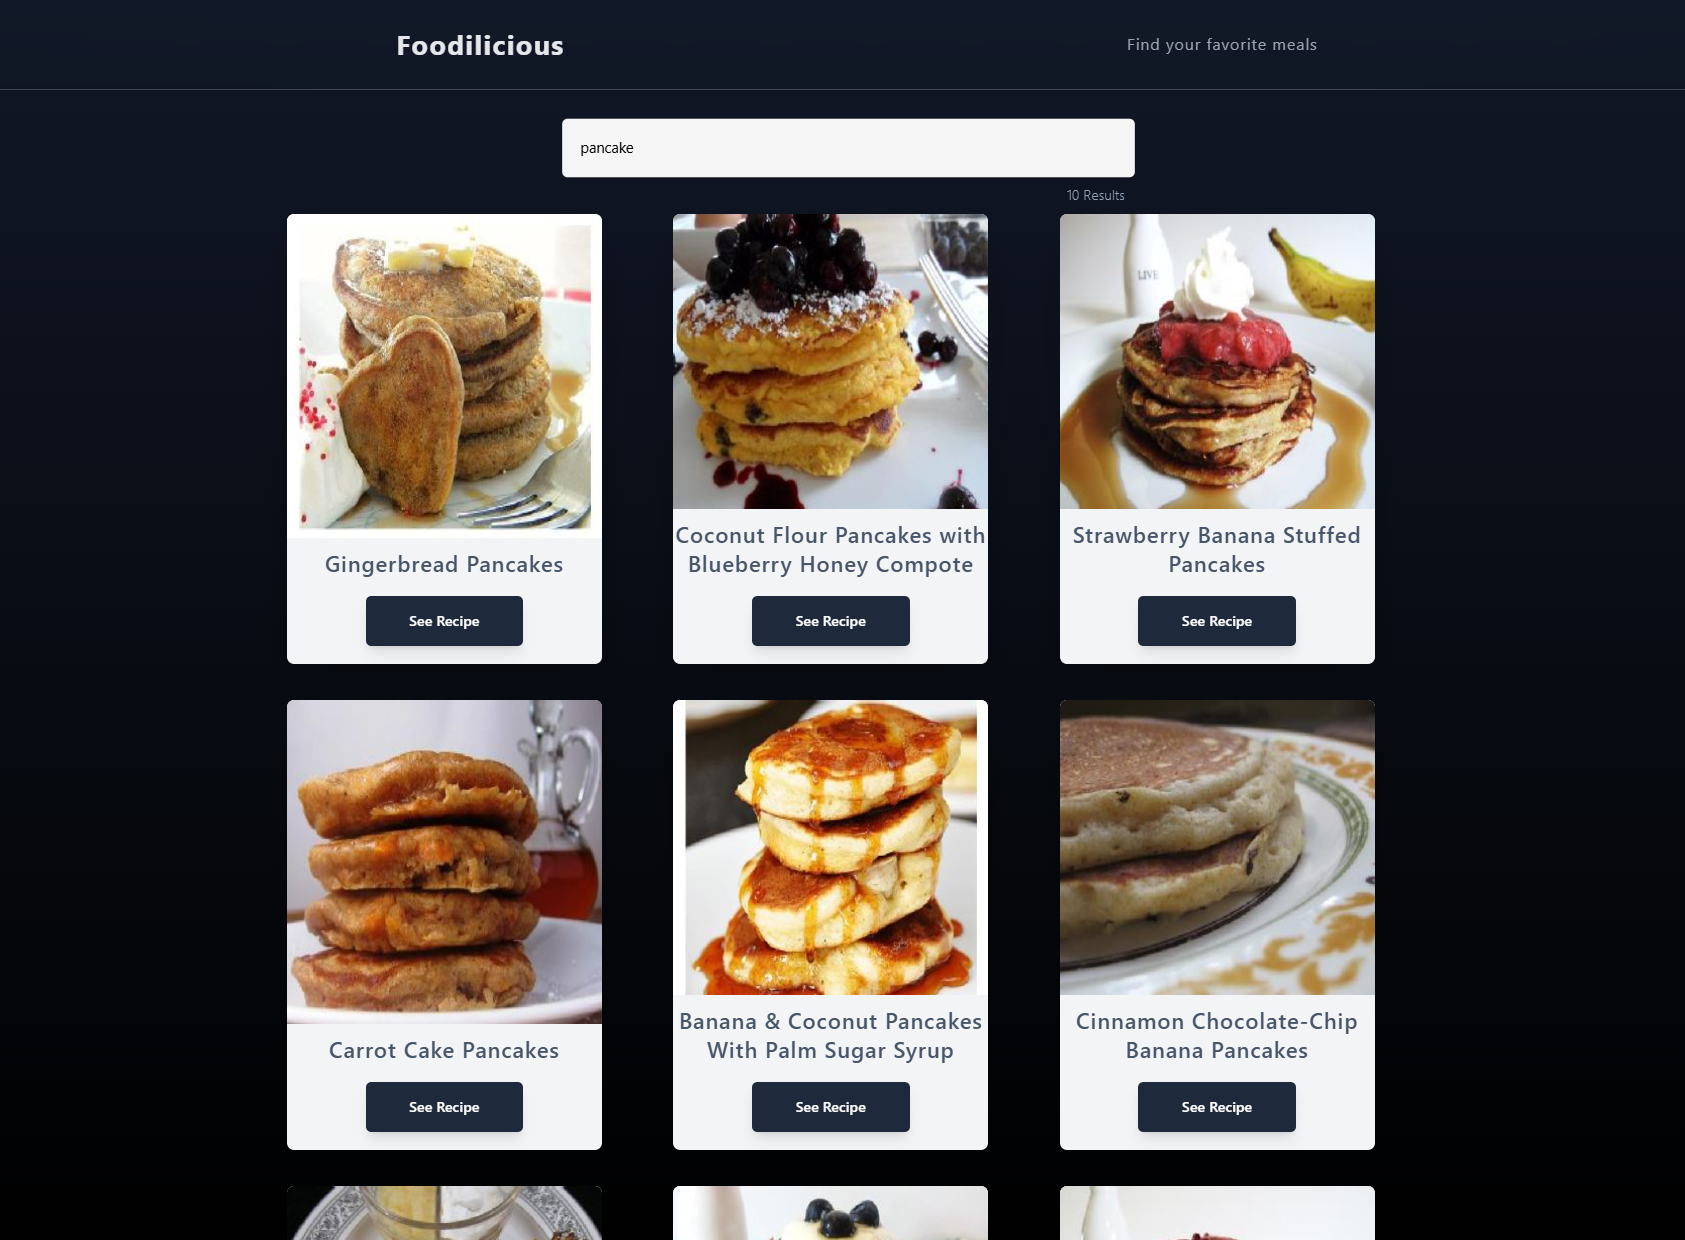 Foodilicious
Find your favorite meals
pancake
10 Results
LIVE
Gingerbread Pancakes
Coconut Flour Pancakes with
Blueberry Honey Compote
Strawberry Banana Stuffed
Pancakes
See Recipe
See Recipe
See Recipe
Carrot Cake Pancakes
Banana & Coconut Pancakes
With Palm Sugar Syrup
Cinnamon Chocolate-Chip
Banana Pancakes
See Recipe
See Recipe
See Recipe